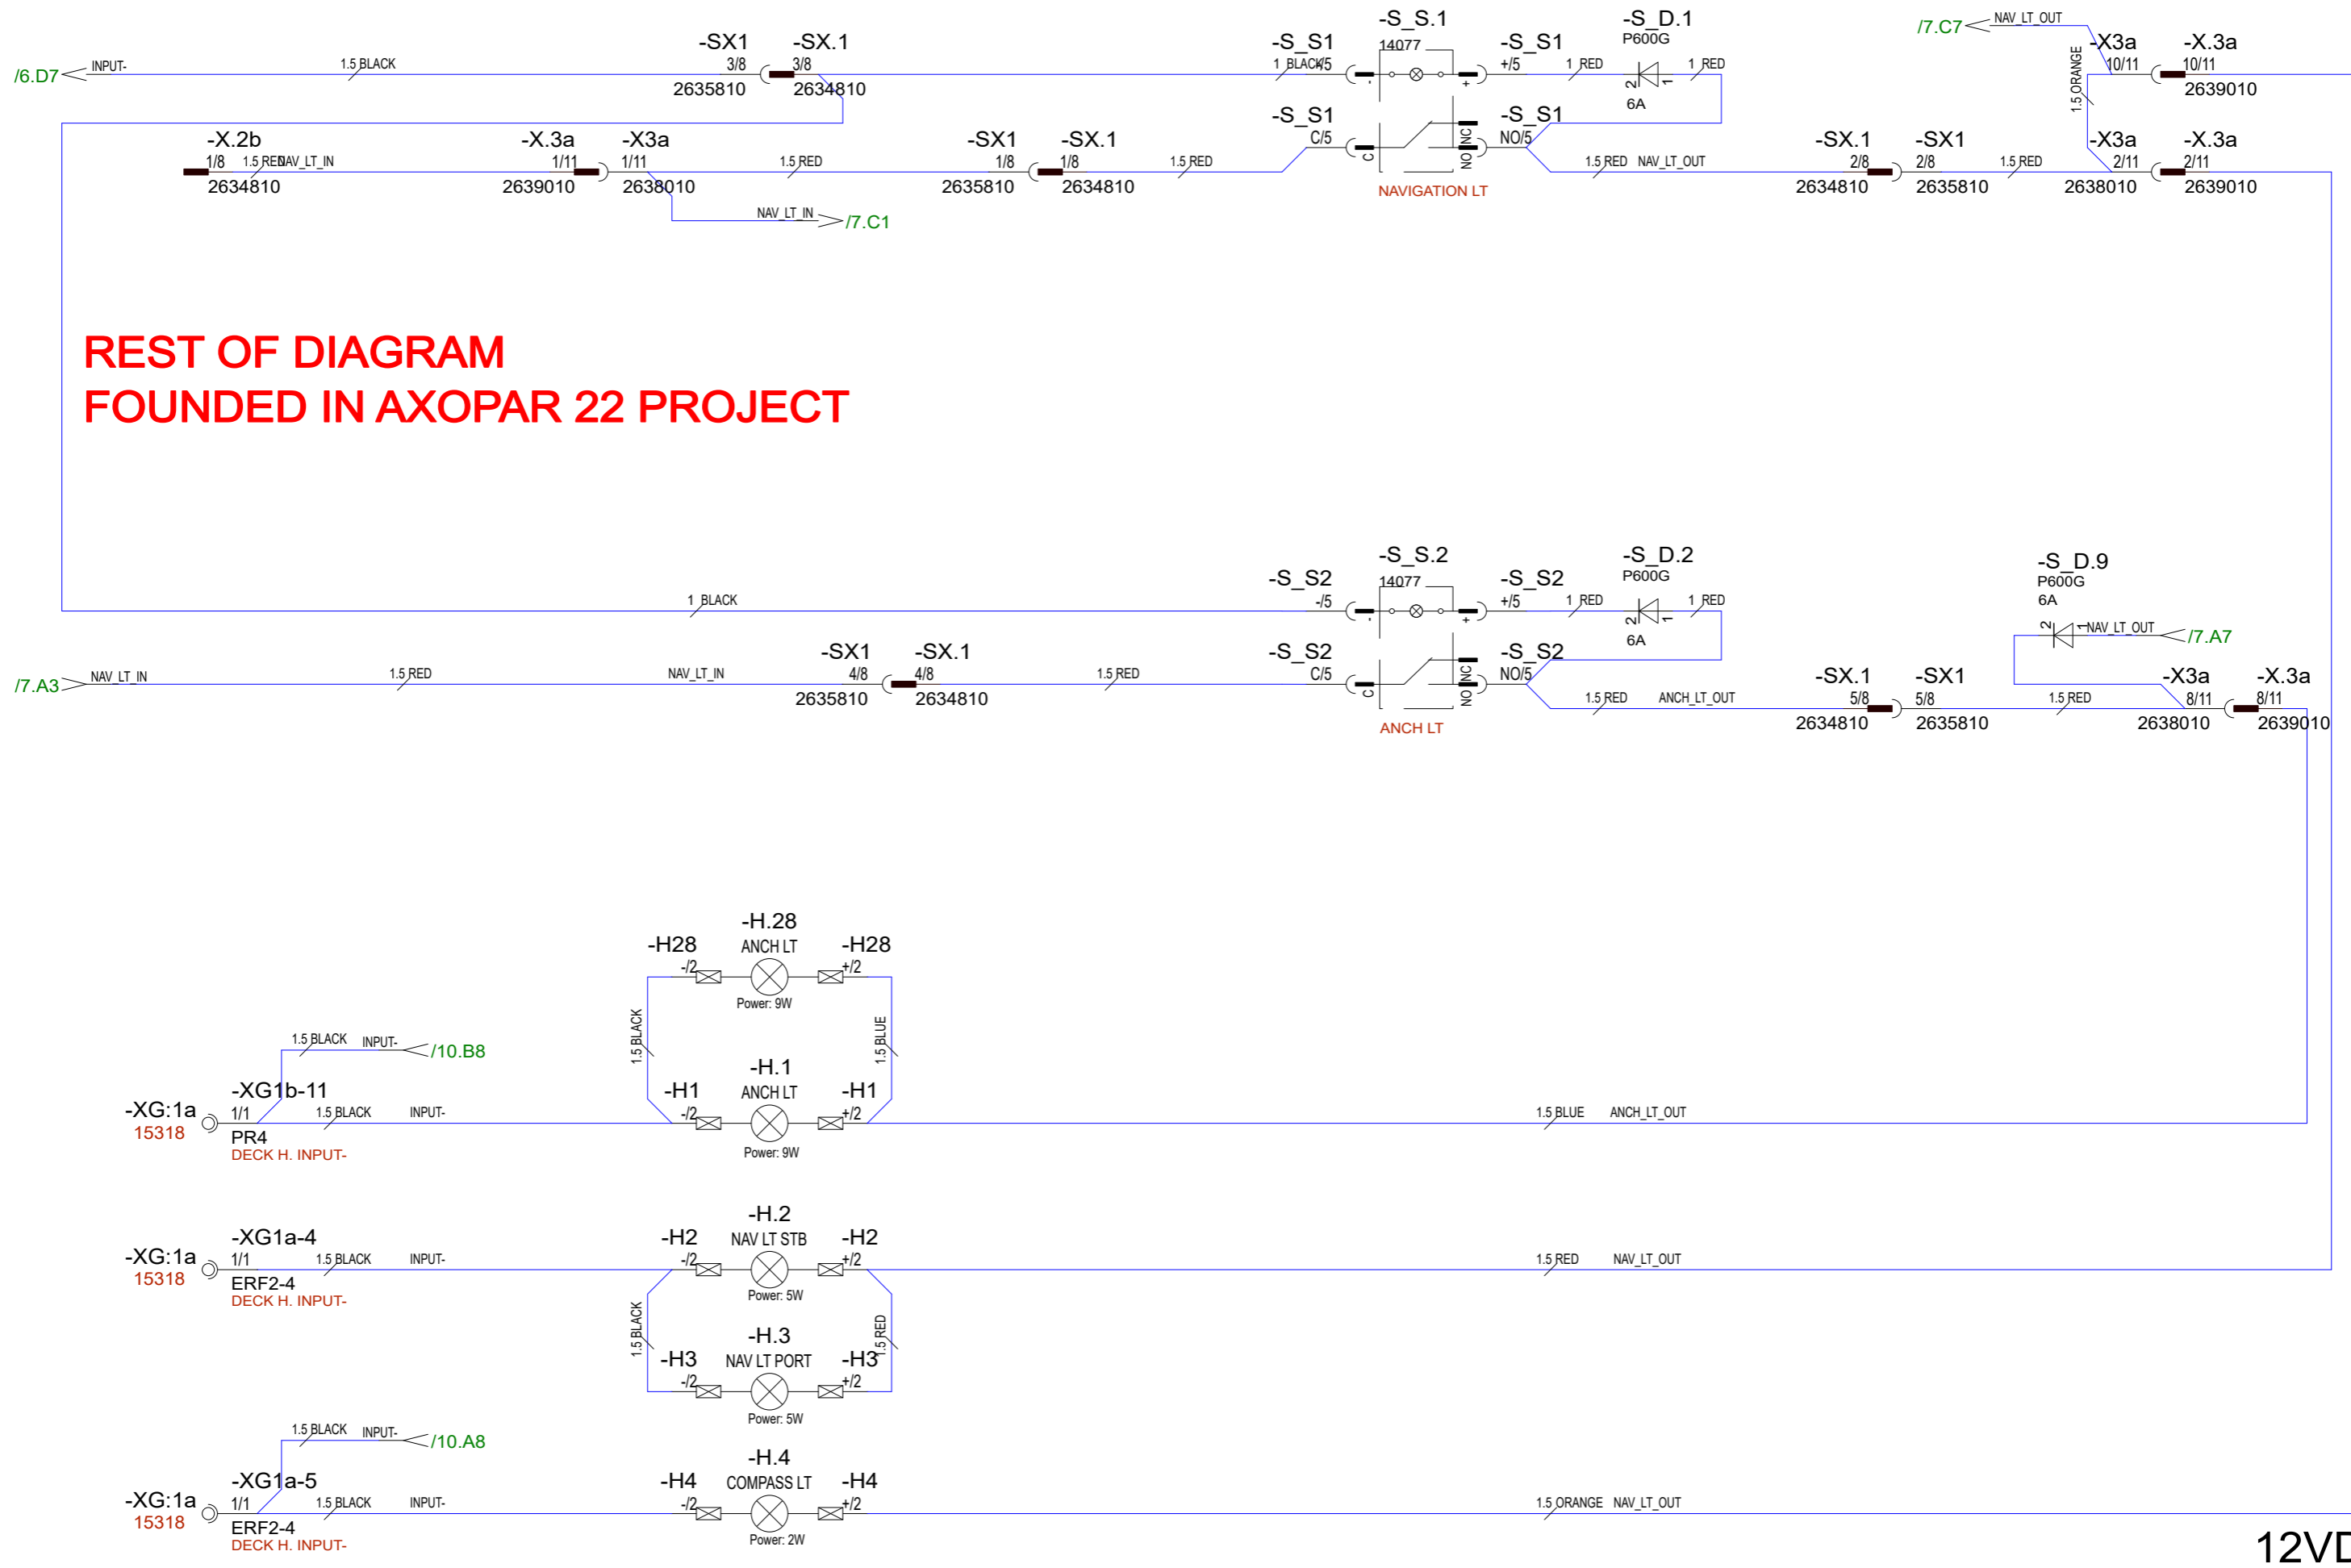 -S_S.1
-S_D.1
NAV_LT_OUT
/7.C7
-SX1
-SX.1
-S_S1
14077
-S_S1
P600G
-X3a
-X.3a
/6.D7
INPUT-
1.5 BLACK
3/8
3/8
1 BLACK
-/5
-
+
+/5
1 RED
2
1
1 RED
1.5 ORANGE
10/11
10/11
2635810
2634810
6A
2639010
-X.2b
-X.3a
-X3a
-SX1
-SX.1
-S_S1
-S_S1
-SX.1
-SX1
-X3a
-X.3a
1/8
1.5 RED
NAV_LT_IN
1/11
1/11
1.5 RED
1/8
1/8
1.5 RED
C/5
C
NO
NC
NO/5
1.5 RED
NAV_LT_OUT
2/8
2/8
1.5 RED
2/11
2/11
2634810
2639010
2638010
2635810
2634810
NAVIGATION LT
2634810
2635810
2638010
2639010
NAV_LT_IN
/7.C1
REST OF DIAGRAM
FOUNDED IN AXOPAR 22 PROJECT
-S_S.2
-S_D.2
-S_D.9
-S_S2
14077
-S_S2
P600G
P600G
1 BLACK
-/5
-
+
+/5
1 RED
2
1
1 RED
6A
6A
2
1
NAV_LT_OUT
/7.A7
-SX1
-SX.1
-S_S2
-S_S2
/7.A3
NAV_LT_IN
1.5 RED
NAV_LT_IN
4/8
4/8
1.5 RED
C/5
C
NO
NC
NO/5
-SX.1
-SX1
-X3a
-X.3a
2635810
2634810
1.5 RED
ANCH_LT_OUT
5/8
5/8
1.5 RED
8/11
8/11
ANCH LT
2634810
2635810
2638010
2639010
-H.28
-H28
ANCH LT
-H28
-/2
+/2
Power: 9W
1.5 BLACK
1.5 BLUE
1.5 BLACK
INPUT-
/10.B8
-H.1
-XG1b-11
-H1
ANCH LT
-H1
-XG:1a
1/1
1.5 BLACK
INPUT-
-/2
+/2
1.5 BLUE
ANCH_LT_OUT
15318
PR4
Power: 9W
DECK H. INPUT-
-H.2
-XG1a-4
-H2
NAV LT STB
-H2
-XG:1a
1/1
1.5 BLACK
INPUT-
-/2
+/2
1.5 RED
NAV_LT_OUT
15318
ERF2-4
Power: 5W
DECK H. INPUT-
1.5 BLACK
1.5 RED
-H.3
-H3
NAV LT PORT
-H3
-/2
+/2
Power: 5W
1.5 BLACK
INPUT-
/10.A8
-H.4
-XG1a-5
-H4
COMPASS LT
-H4
-XG:1a
1/1
1.5 BLACK
INPUT-
-/2
+/2
1.5 ORANGE
NAV_LT_OUT
15318
ERF2-4
Power: 2W
DECK H. INPUT-